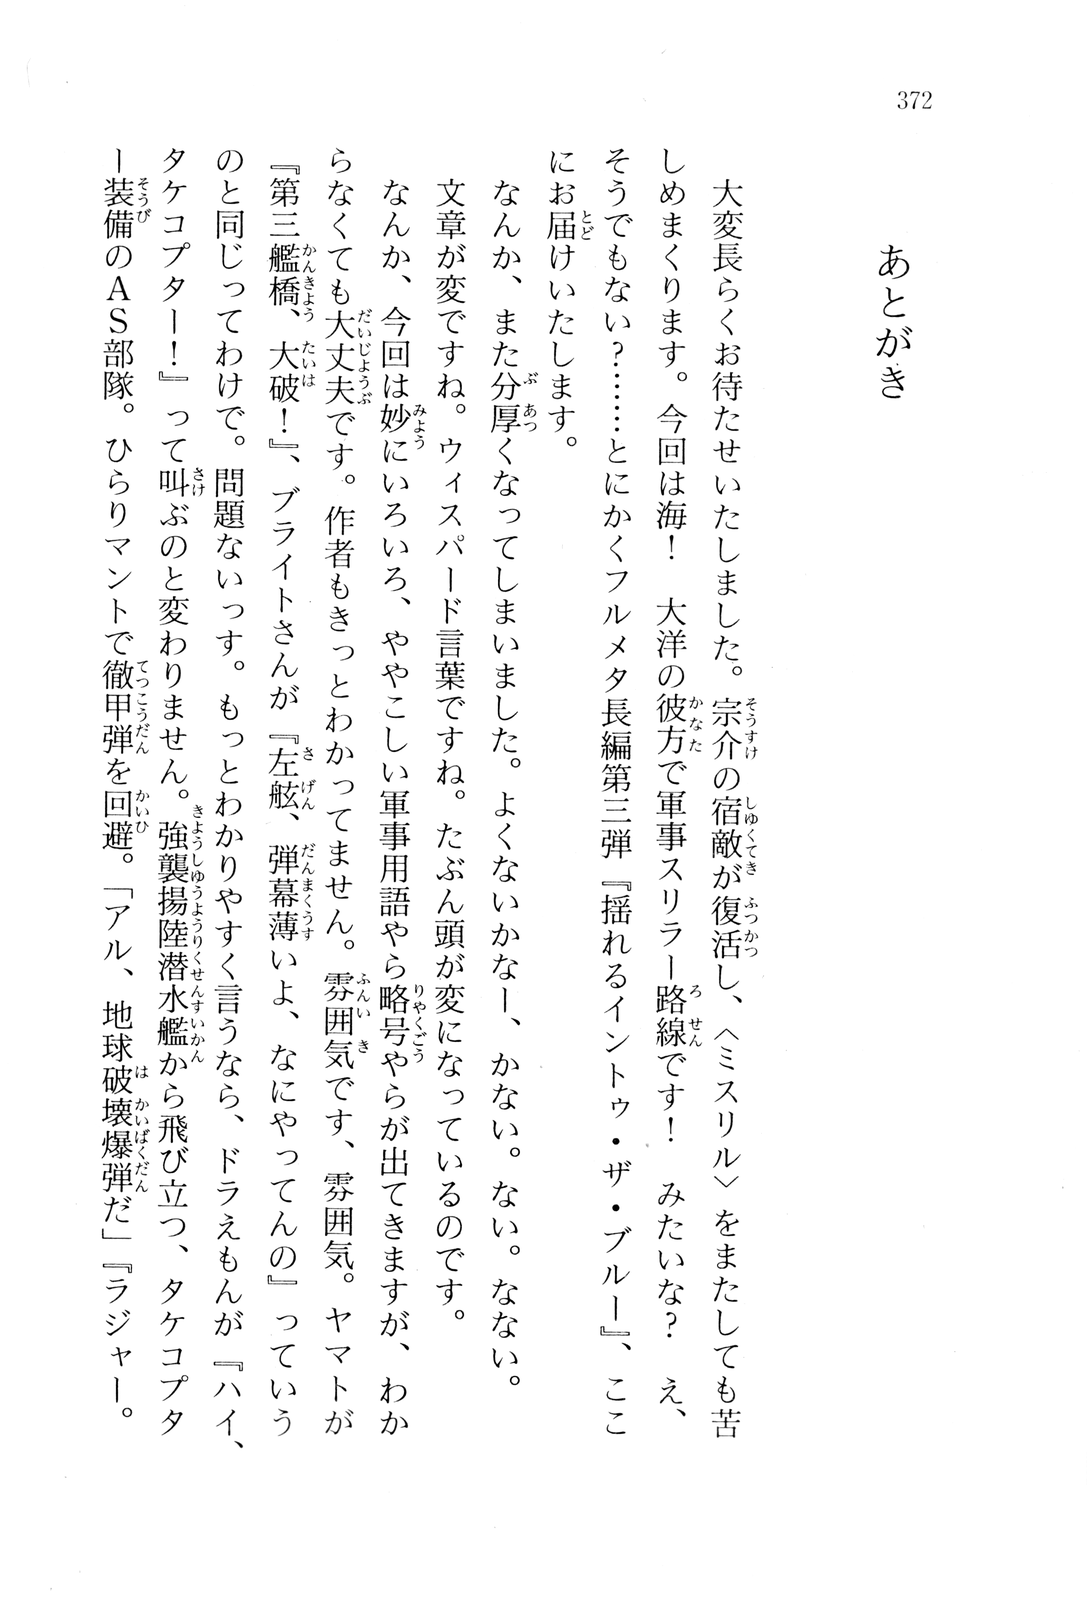 372
あとがき
大変長らくお待たせいたしました。宗介の宿敵が復活し、〈ミスリル〉をまたしても苦
しめまくります。今回は海！　大洋の彼方で軍事スリラー路線です！　みたいな？　え、
そうでもない？……とにかくフルメタ長編第三弾『揺れるイントゥ・ザ・ブルー』、ここ
にお届けいたします。
なんか、また分厚くなってしまいました。よくないかなー、かない。ない。なない。
文章が変ですね。ウィスパード言葉ですね。たぶん頭が変になっているのです。
なんか、今回は妙にいろいろ、ややこしい軍事用語やら略号やらが出てきますが、わか
らなくても大丈夫です。作者もきっとわかってません。雰囲気です、雰囲気。ヤマトが
『第三艦橋、大破！』、ブライトさんが『左舷、弾幕薄いよ、なにやってんの』っていう
のと同じってわけで。問題ないっす。もっとわかりやすく言うなら、ドラえもんが『ハイ、
タケコプター！』って叫ぶのと変わりません。強襲揚陸潜水艦から飛び立つ、タケコプタ
ー装備のＡＳ部隊。ひらりマントで徹甲弾を回避。「アル、地球破壊爆弾だ」『ラジャー。